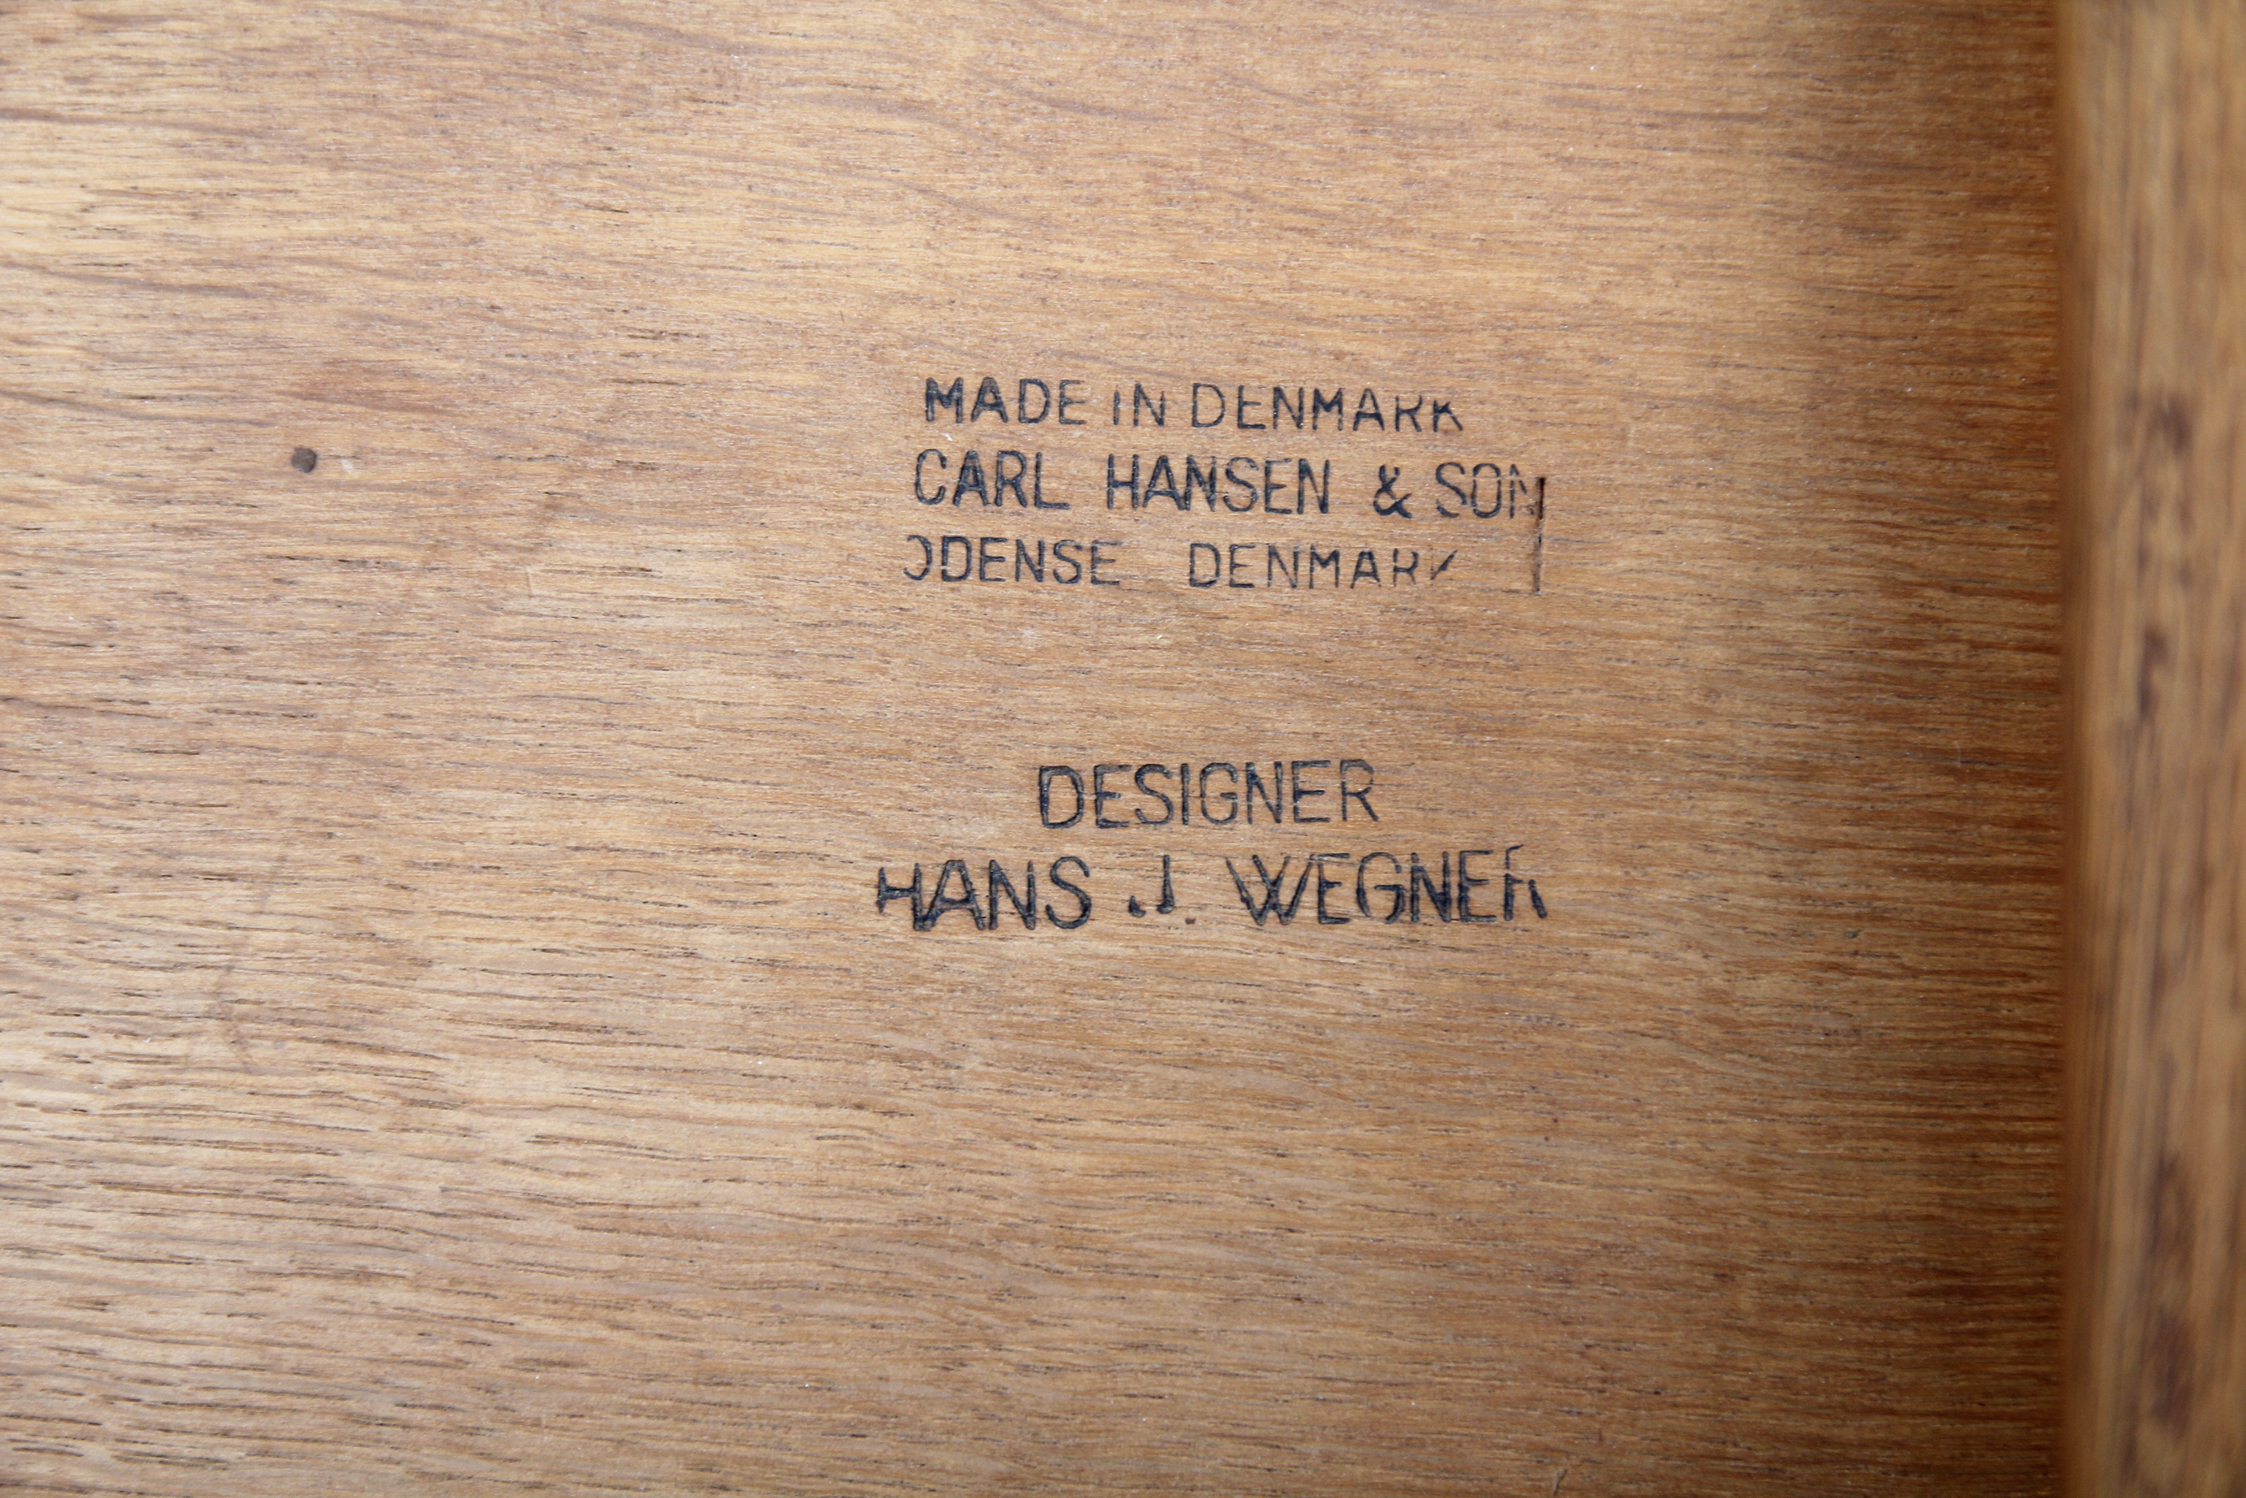 MADE IN DENMARK
CARL HANSEN & SON
ODENSE DENMARK
DESIGNER
HANS J. WEGNER